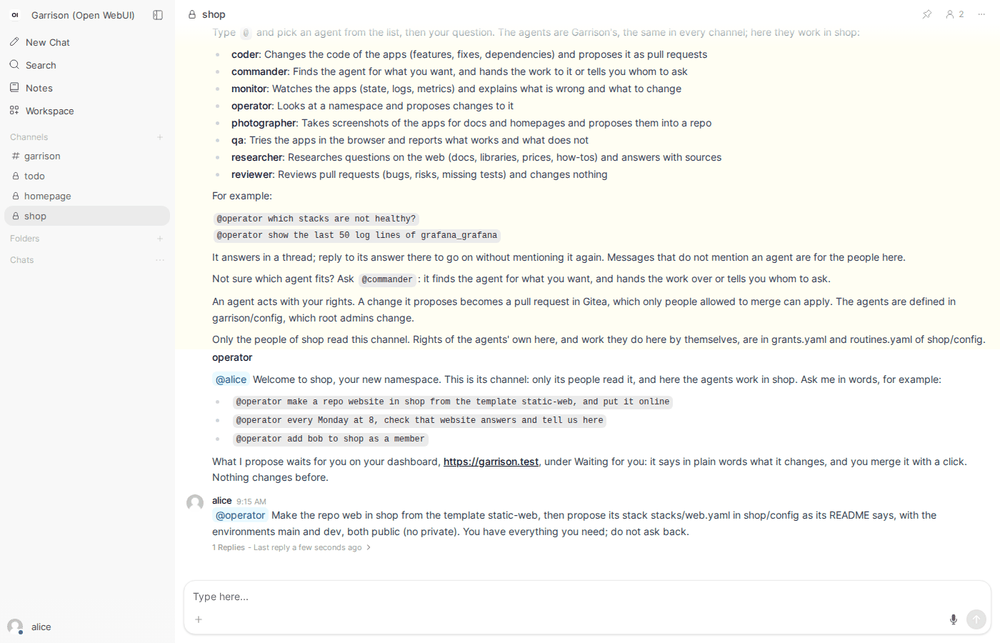 OI Garrison (Open WebUI)
New Chat
Search
Notes
Workspace
Channels
garrison
todo
homepage
shop
Folders
Chats
alice
shop
2
Type @ and pick an agent from the list, then your question. The agents are Garrison's, the same in every channel; here they work in shop:
coder: Changes the code of the apps (features, fixes, dependencies) and proposes it as pull requests
commander: Finds the agent for what you want, and hands the work to it or tells you whom to ask
monitor: Watches the apps (state, logs, metrics) and explains what is wrong and what to change
operator: Looks at a namespace and proposes changes to it
photographer: Takes screenshots of the apps for docs and homepages and proposes them into a repo
qa: Tries the apps in the browser and reports what works and what does not
researcher: Researches questions on the web (docs, libraries, prices, how-tos) and answers with sources
reviewer: Reviews pull requests (bugs, risks, missing tests) and changes nothing
For example:
@operator which stacks are not healthy?
@operator show the last 50 log lines of grafana_grafana
It answers in a thread; reply to its answer there to go on without mentioning it again. Messages that do not mention an agent are for the people here.
Not sure which agent fits? Ask @commander : it finds the agent for what you want, and hands the work over or tells you whom to ask.
An agent acts with your rights. A change it proposes becomes a pull request in Gitea, which only people allowed to merge can apply. The agents are defined in
garrison/config, which root admins change.
Only the people of shop read this channel. Rights of the agents' own here, and work they do here by themselves, are in grants.yaml and routines.yaml of shop/config.
operator
@alice Welcome to shop, your new namespace. This is its channel: only its people read it, and here the agents work in shop. Ask me in words, for example:
@operator make a repo website in shop from the template static-web, and put it online
@operator every Monday at 8, check that website answers and tell us here
@operator add bob to shop as a member
What I propose waits for you on your dashboard, https://garrison.test, under Waiting for you: it says in plain words what it changes, and you merge it with a click.
Nothing changes before.
alice 9:15 AM
@operator Make the repo web in shop from the template static-web, then propose its stack stacks/web.yaml in shop/config as its README says, with the
environments main and dev, both public (no private). You have everything you need; do not ask back.
1 Replies - Last reply a few seconds ago
Type here...